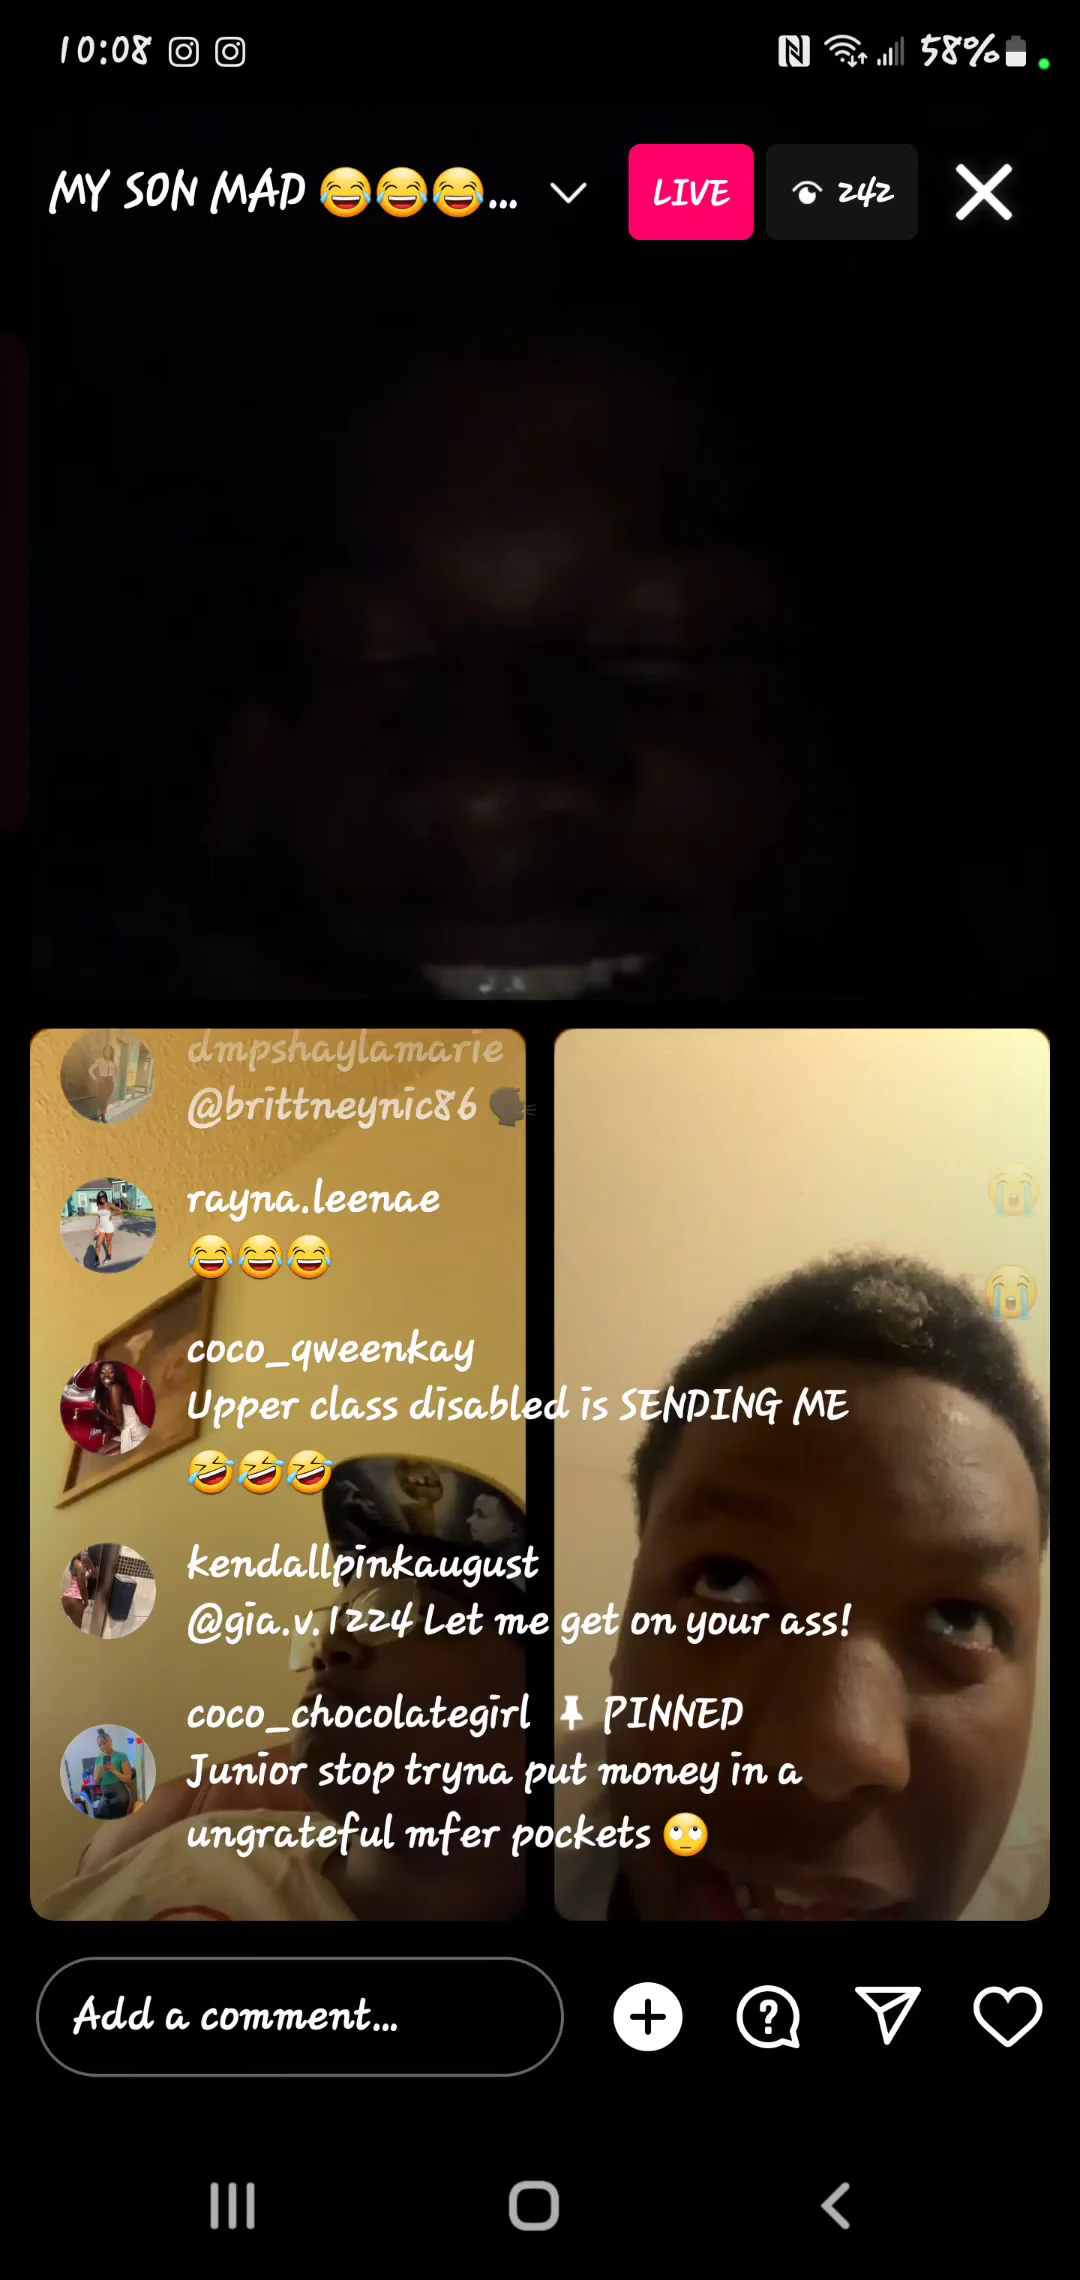 10:08 58%
MY SON MAD 😂😂😂... LIVE 242
dmpshaylamarie
@brittneynic86 🗣
rayna.leenae
😂😂😂
coco_qweenkay
Upper class disabled is SENDING ME
🤣🤣🤣
kendallpinkaugust
@gia.v.1224 Let me get on your ass!
coco_chocolategirl 📌 PINNED
Junior stop tryna put money in a
ungrateful mfer pockets 🙄
Add a comment...